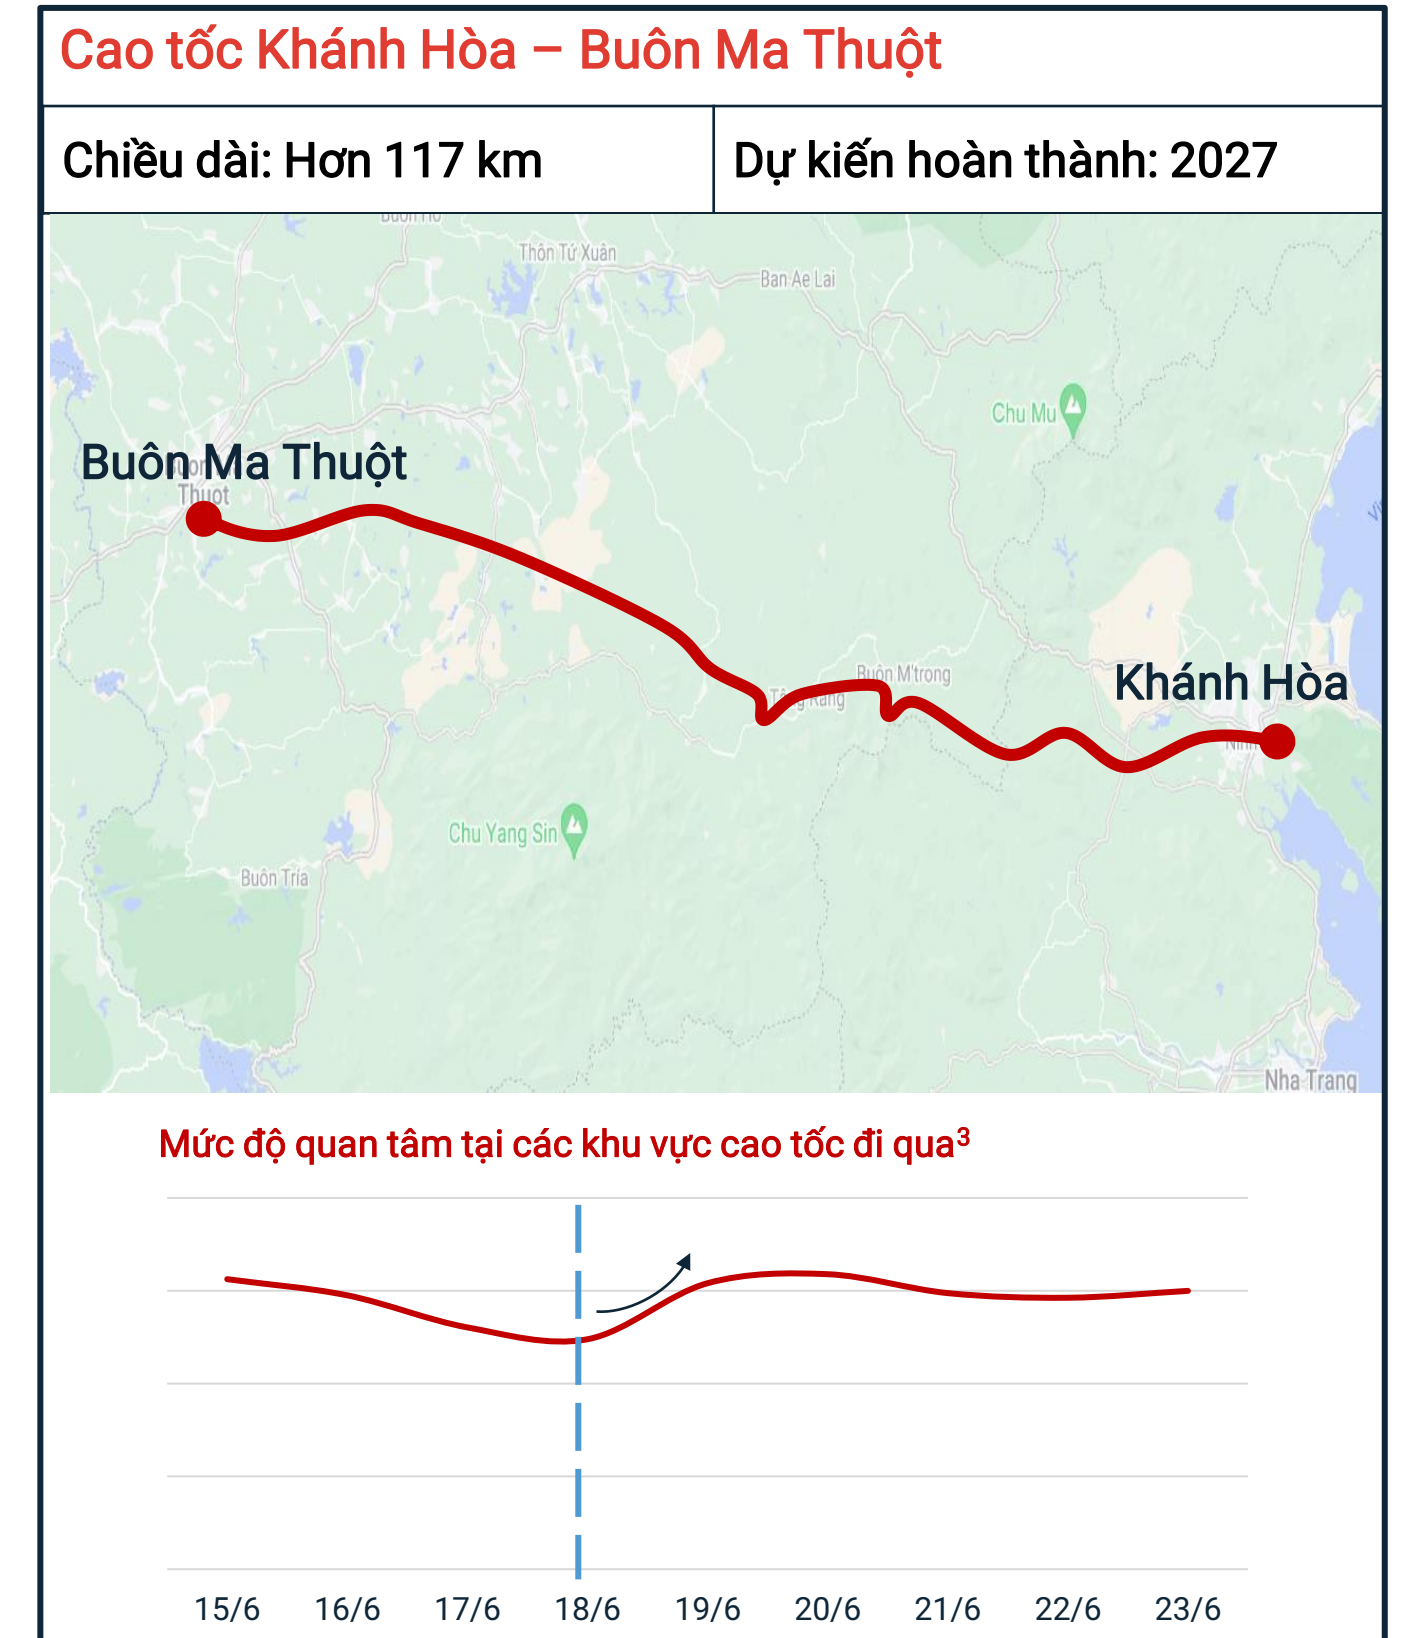 Cao tốc Khánh Hòa – Buôn Ma Thuột
Chiều dài: Hơn 117 km
Dự kiến hoàn thành: 2027
Buôn Hồ
Thôn Tứ Xuân
Ban Ae Lai
Chu Mu
Buôn Ma Thuột
Thuột
Buôn M'trong
Khánh Hòa
Chu Yang Sin
Buôn Tría
Nha Trang
Mức độ quan tâm tại các khu vực cao tốc đi qua³
15/6 16/6 17/6 18/6 19/6 20/6 21/6 22/6 23/6